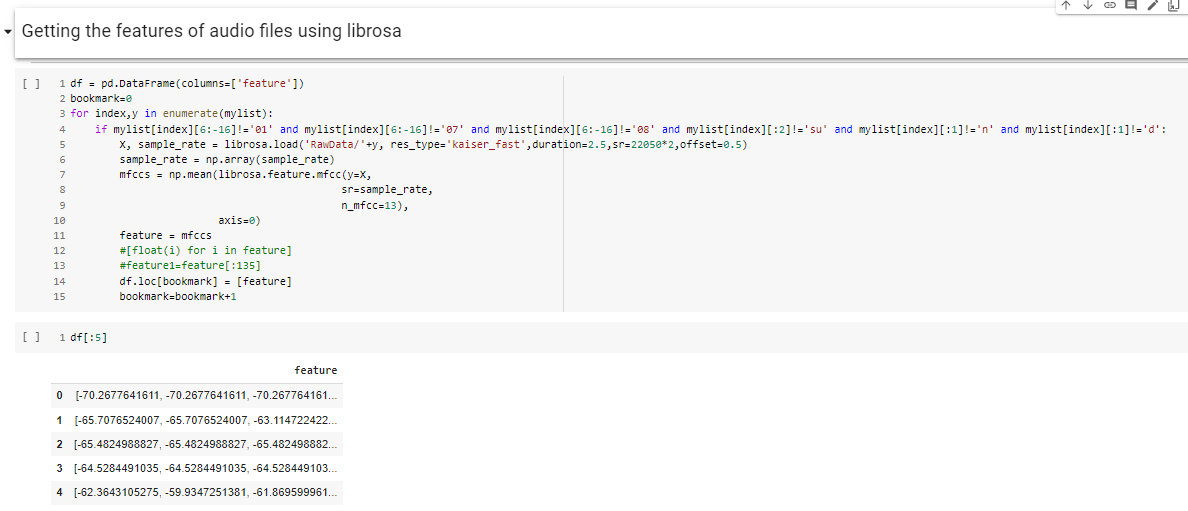 Getting the features of audio files using librosa
[ ] 1 df = pd.DataFrame(columns=['feature'])
2 bookmark=0
3 for index,y in enumerate(mylist):
4 if mylist[index][6:-16]!='01' and mylist[index][6:-16]!='07' and mylist[index][6:-16]!='08' and mylist[index][:2]!='su' and mylist[index][:1]!='n' and mylist[index][:1]!='d':
5 X, sample_rate = librosa.load('RawData/'+y, res_type='kaiser_fast',duration=2.5,sr=22050*2,offset=0.5)
6 sample_rate = np.array(sample_rate)
7 mfccs = np.mean(librosa.feature.mfcc(y=X,
8 sr=sample_rate,
9 n_mfcc=13),
10 axis=0)
11 feature = mfccs
12 #[float(i) for i in feature]
13 #feature1=feature[:135]
14 df.loc[bookmark] = [feature]
15 bookmark=bookmark+1
[ ] 1 df[:5]
feature
0 [-70.2677641611, -70.2677641611, -70.267764161...
1 [-65.7076524007, -65.7076524007, -63.114722422...
2 [-65.4824988827, -65.4824988827, -65.482498882...
3 [-64.5284491035, -64.5284491035, -64.528449103...
4 [-62.3643105275, -59.9347251381, -61.869599961...